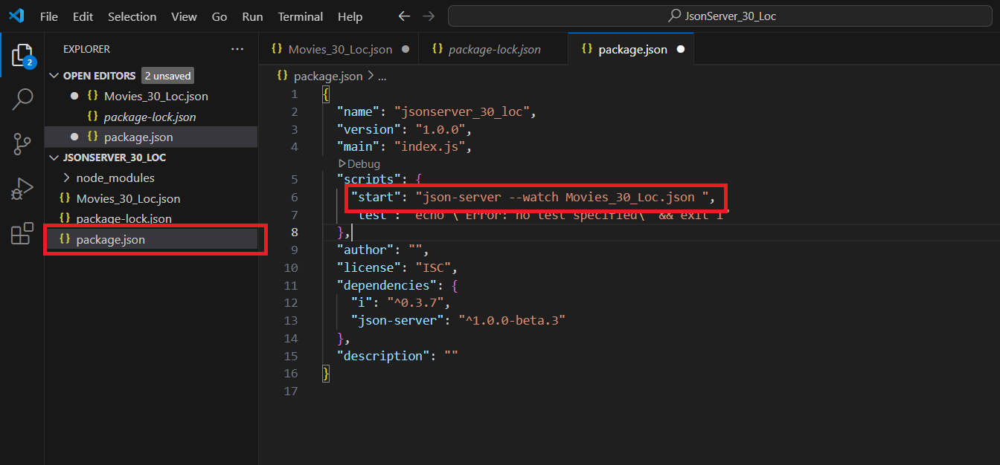 File Edit Selection View Go Run Terminal Help JsonServer_30_Loc
EXPLORER
2
OPEN EDITORS 2 unsaved
{} Movies_30_Loc.json
{} package-lock.json
{} package.json
JSONSERVER_30_LOC
node_modules
{} Movies_30_Loc.json
{} package-lock.json
{} package.json
{} Movies_30_Loc.json {} package-lock.json {} package.json
{} package.json > ...
1 {
2 "name": "jsonserver_30_loc",
3 "version": "1.0.0",
4 "main": "index.js",
Debug
5 "scripts": {
6 "start": "json-server --watch Movies_30_Loc.json ",
7 "test": "echo \"Error: no test specified\" && exit 1"
8 },
9 "author": "",
10 "license": "ISC",
11 "dependencies": {
12 "i": "^0.3.7",
13 "json-server": "^1.0.0-beta.3"
14 },
15 "description": ""
16 }
17